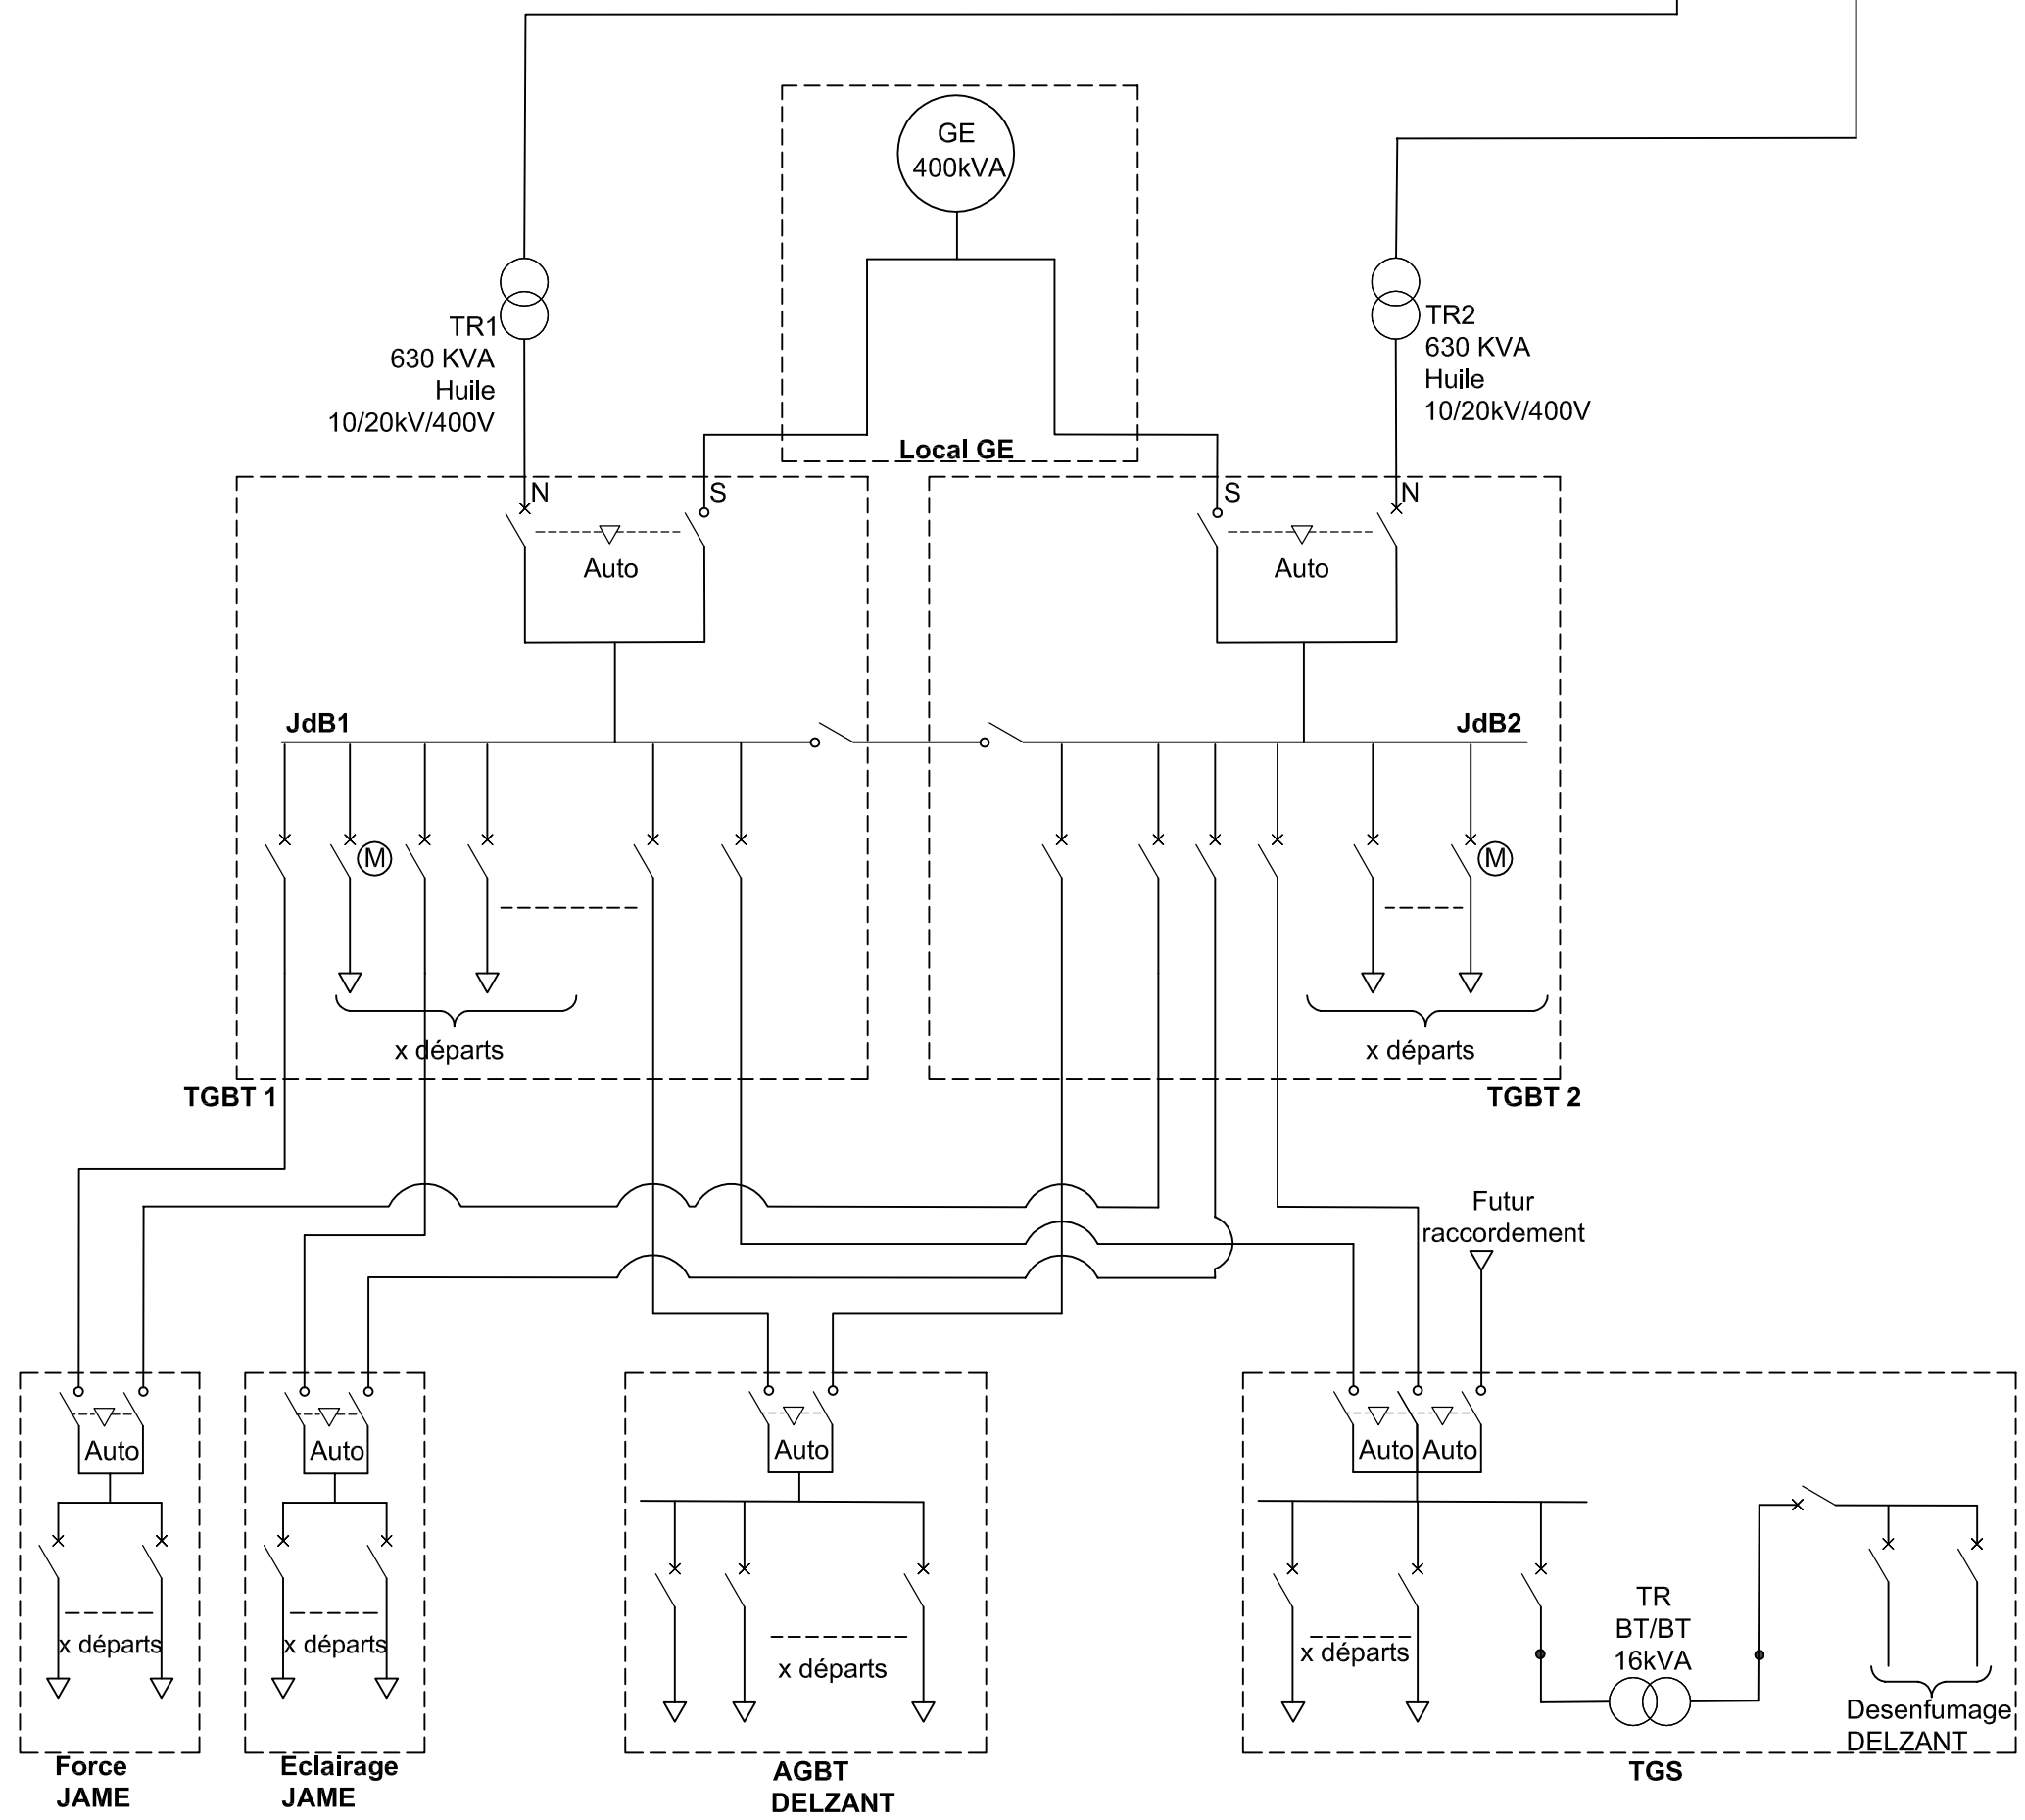 GE
400kVA
TR1
630 KVA
Huile
10/20kV/400V
TR2
630 KVA
Huile
10/20kV/400V
Local GE
N
S
S
N
Auto
Auto
JdB1
JdB2
M
M
x départs
x départs
TGBT 1
TGBT 2
Futur
raccordement
Auto
Auto
Auto
Auto
Auto
x départs
x départs
x départs
x départs
TR
BT/BT
16kVA
Desenfumage
DELZANT
Force
JAME
Eclairage
JAME
AGBT
DELZANT
TGS